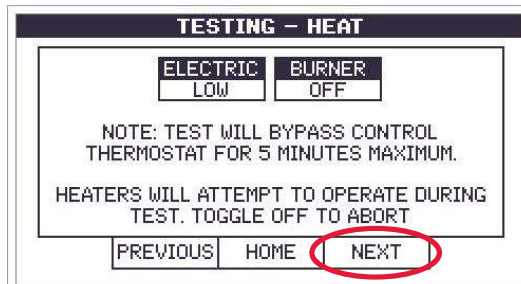 TESTING - HEAT
ELECTRIC BURNER
LOW OFF
NOTE: TEST WILL BYPASS CONTROL
THERMOSTAT FOR 5 MINUTES MAXIMUM.
HEATERS WILL ATTEMPT TO OPERATE DURING
TEST. TOGGLE OFF TO ABORT
PREVIOUS HOME NEXT